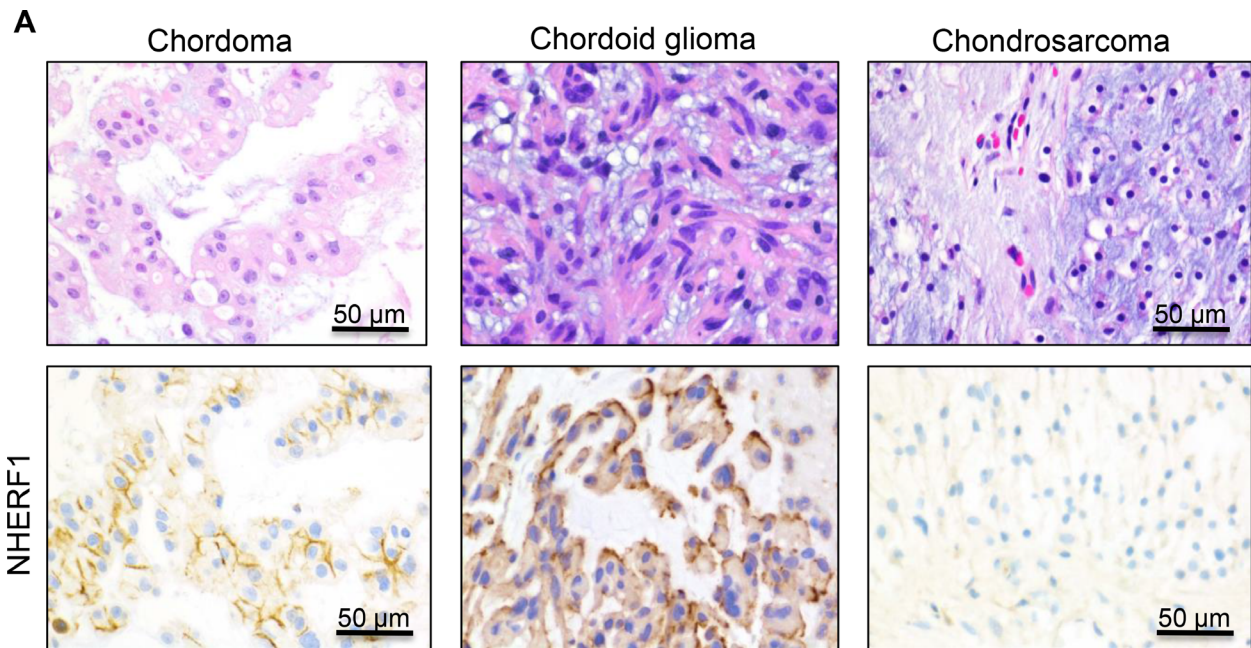 A
Chordoma
Chordoid glioma
Chondrosarcoma
50 µm
50 µm
NHERF1
50 µm
50 µm